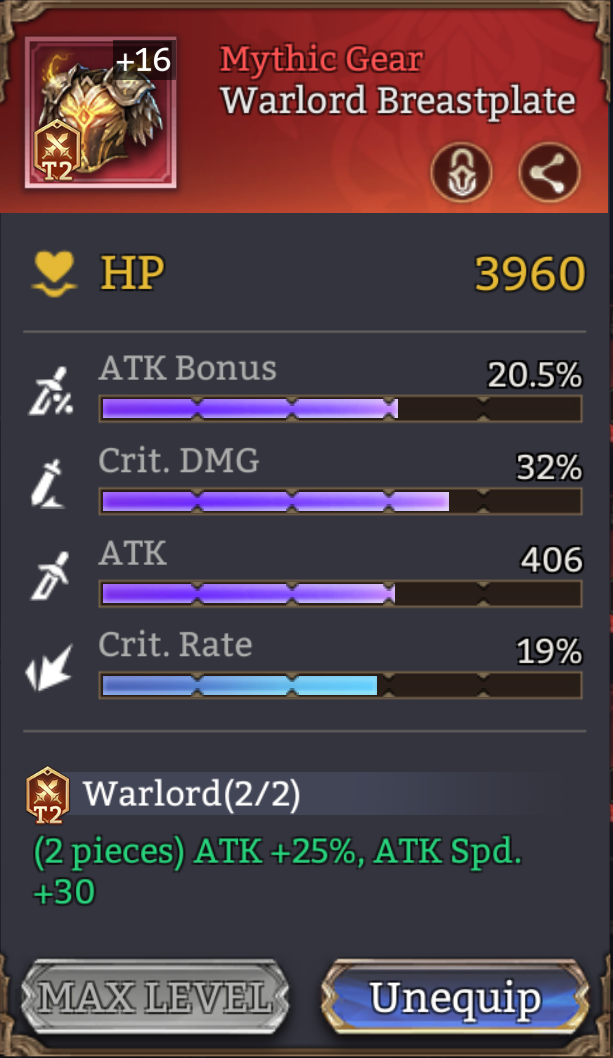 +16
T2
Mythic Gear
Warlord Breastplate
HP 3960
ATK Bonus 20.5%
Crit. DMG 32%
ATK 406
Crit. Rate 19%
T2
Warlord(2/2)
(2 pieces) ATK +25%, ATK Spd.
+30
MAX LEVEL
Unequip